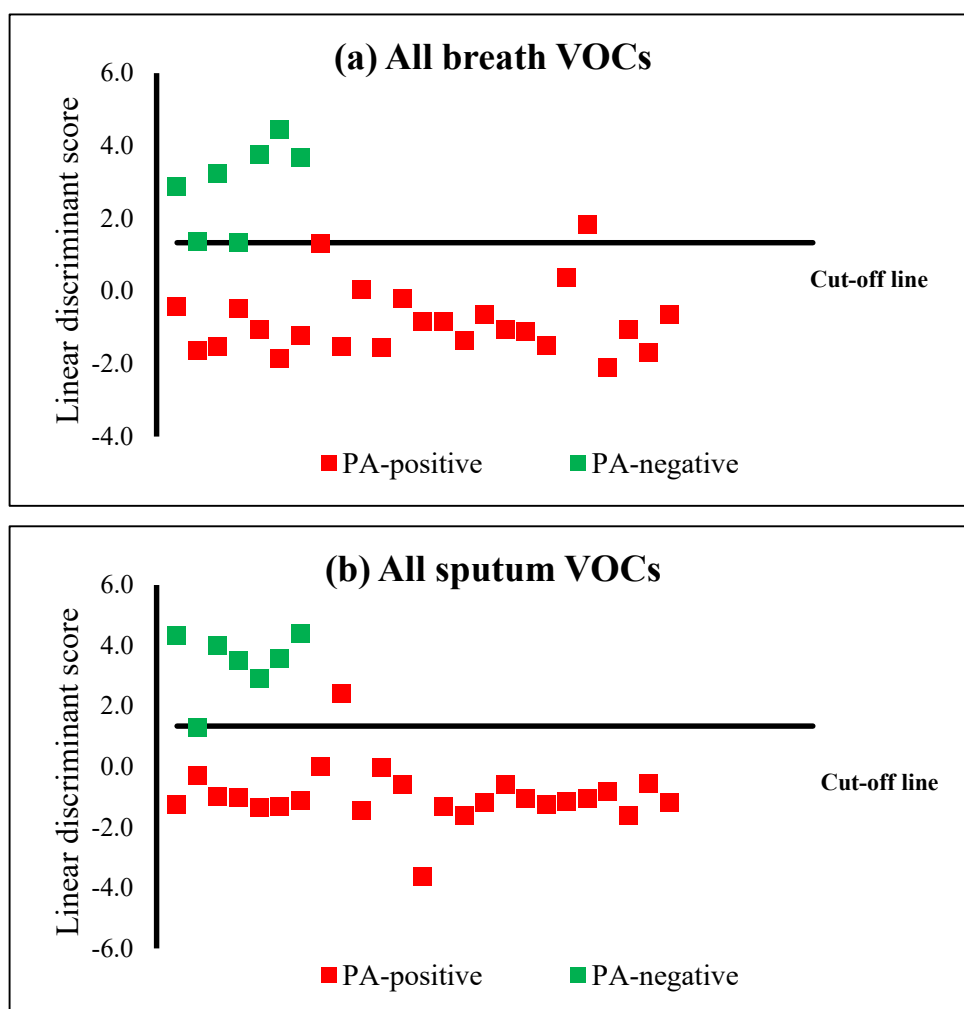 (a) All breath VOCs
6.0
4.0
2.0
0.0
-2.0
-4.0
Linear discriminant score
Cut-off line
PA-positive PA-negative
(b) All sputum VOCs
6.0
4.0
2.0
0.0
-2.0
-4.0
-6.0
Linear discriminant score
Cut-off line
PA-positive PA-negative